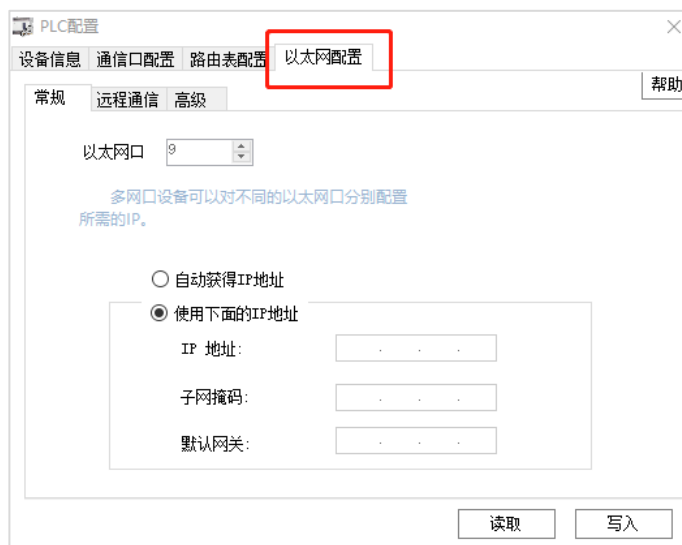 PLC配置
设备信息 通信口配置 路由表配置 以太网配置
帮助
常规 远程通信 高级
以太网口 9
多网口设备可以对不同的以太网口分别配置
所需的IP。
自动获得IP地址
使用下面的IP地址
IP 地址: . . .
子网掩码: . . .
默认网关: . . .
读取 写入